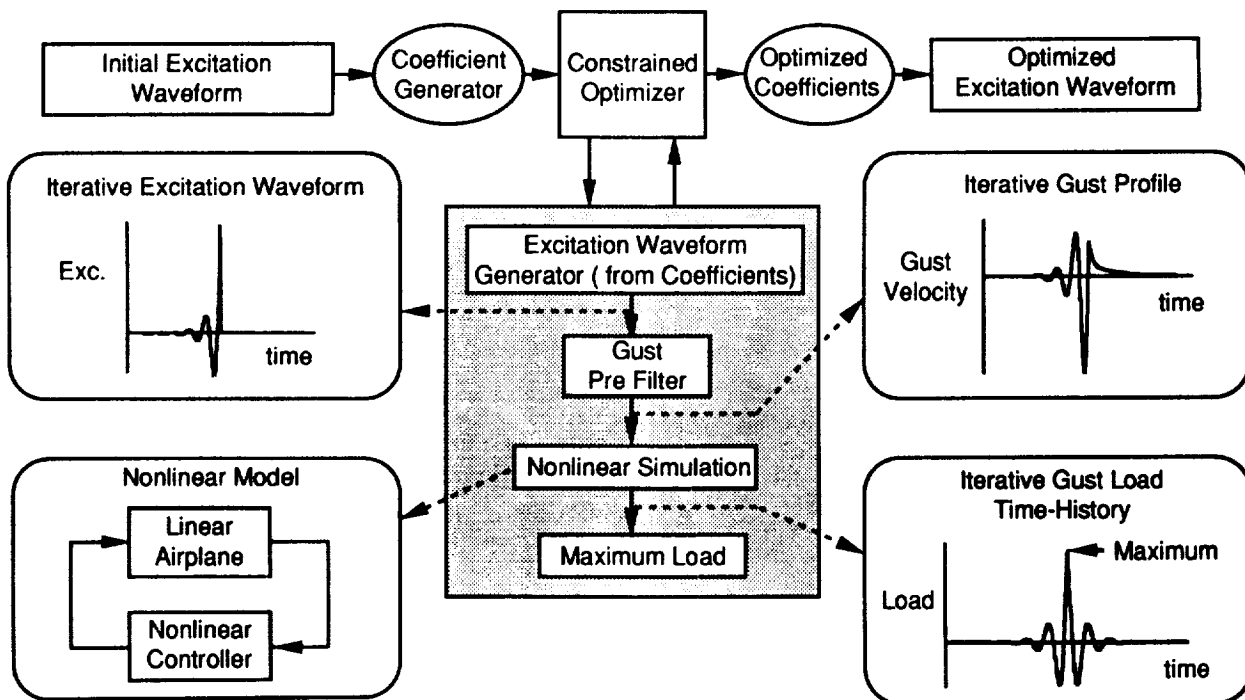 Initial Excitation
Waveform
Coefficient
Generator
Constrained
Optimizer
Optimized
Coefficients
Optimized
Excitation Waveform
Iterative Excitation Waveform
Exc.
time
Excitation Waveform
Generator ( from Coefficients)
Gust
Pre Filter
Nonlinear Simulation
Maximum Load
Iterative Gust Profile
Gust
Velocity
time
Nonlinear Model
Linear
Airplane
Nonlinear
Controller
Iterative Gust Load
Time-History
Maximum
Load
time